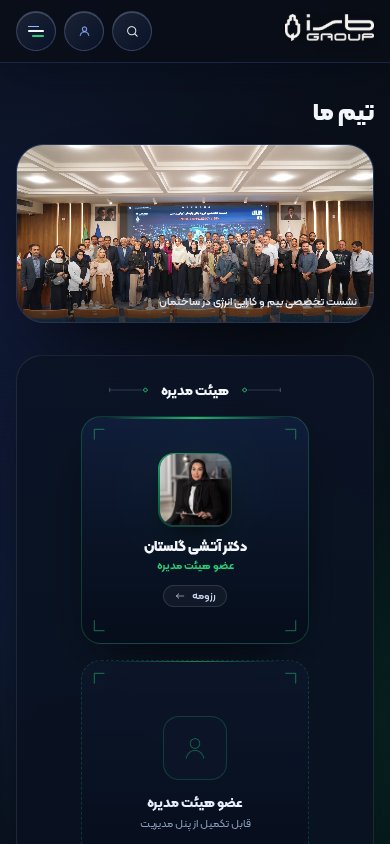 طرا GROUP
تیم ما
نشست تخصصی بیم و کارایی انرژی در ساختمان
هیئت مدیره
دکتر آتشی گلستان
عضو هیئت مدیره
رزومه ←
عضو هیئت مدیره
قابل تکمیل از پنل مدیریت